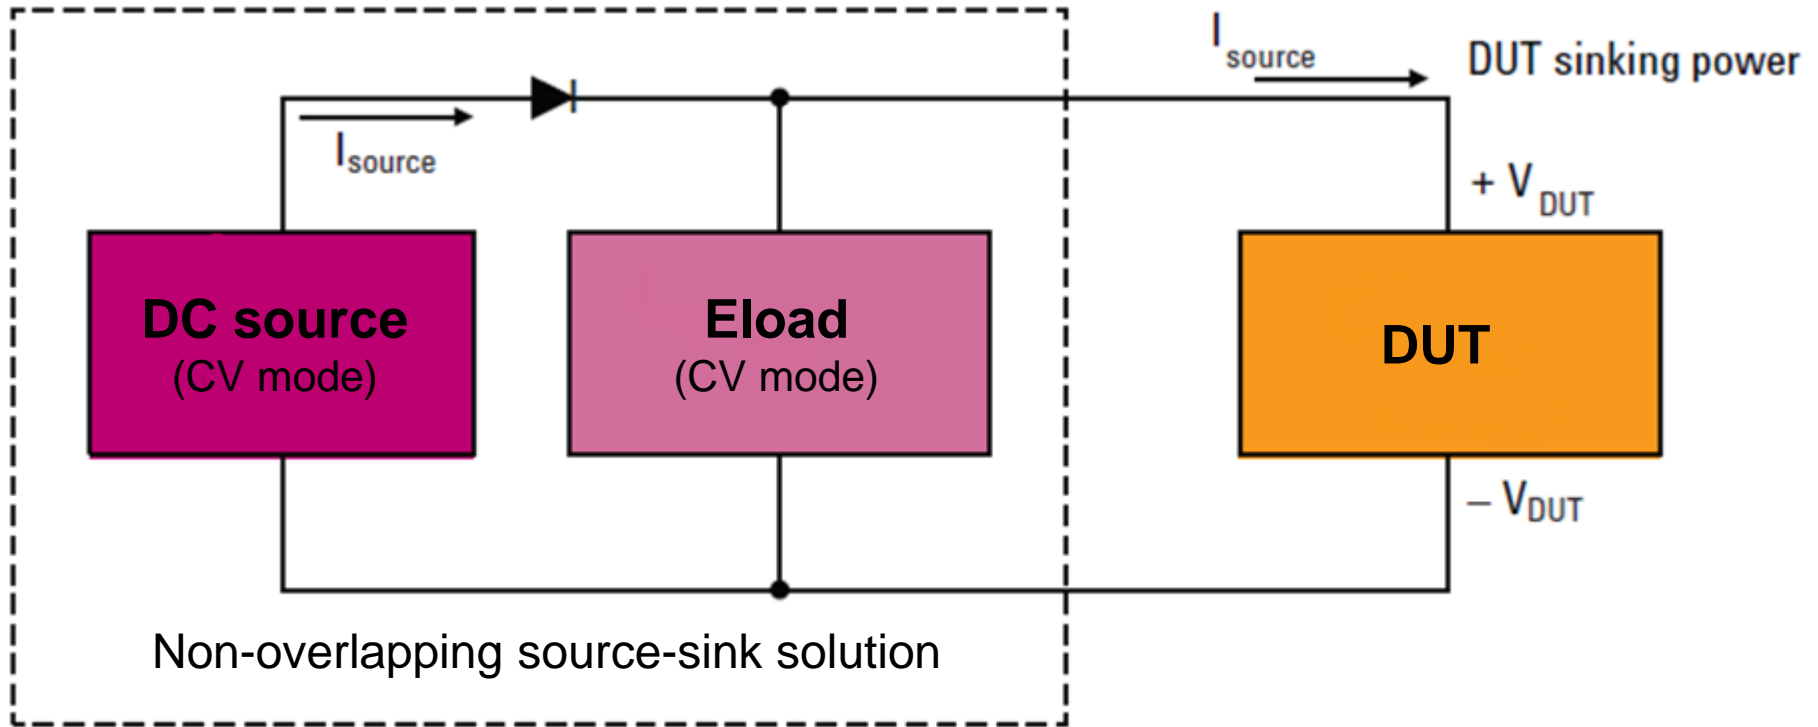 I source
DUT sinking power
I source
+ V DUT
DC source
(CV mode)
Eload
(CV mode)
DUT
– V DUT
Non-overlapping source-sink solution